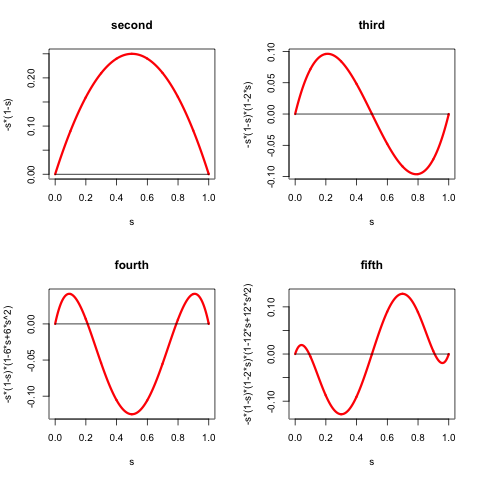 second
-s*(1-s)
0.00 0.10 0.20
0.0 0.2 0.4 0.6 0.8 1.0
s
third
-s*(1-s)*(1-2*s)
-0.10 -0.05 0.00 0.05 0.10
0.0 0.2 0.4 0.6 0.8 1.0
s
fourth
-s*(1-s)*(1-6*s+6*s^2)
-0.10 -0.05 0.00
0.0 0.2 0.4 0.6 0.8 1.0
s
fifth
-s*(1-s)*(1-2*s)*(1-12*s+12*s^2)
-0.10 0.00 0.10
0.0 0.2 0.4 0.6 0.8 1.0
s